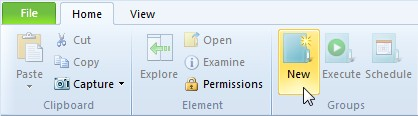 File Home View
Paste Cut Copy Capture Explore Open Examine Permissions New Execute Schedule
Clipboard Element Groups